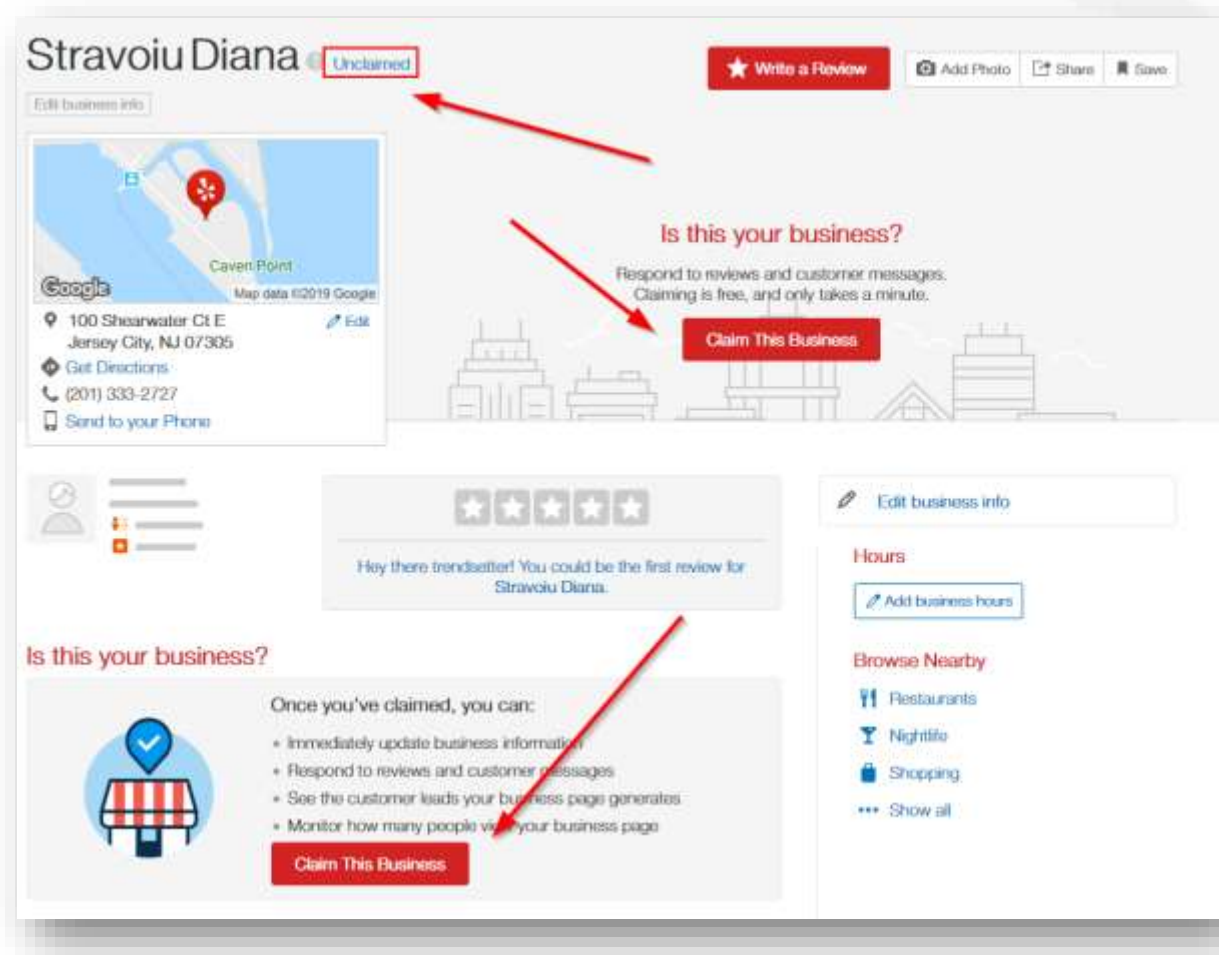 Stravoiu Diana
Unclaimed
Write a Review
Add Photo
Share
Save
Edit business info
Caven Point
Google
Map data ©2019 Google
100 Shearwater Ct E
Jersey City, NJ 07305
Edit
Get Directions
(201) 333-2727
Send to your Phone
Is this your business?
Respond to reviews and customer messages.
Claiming is free, and only takes a minute.
Claim This Business
Hey there trendsetter! You could be the first review for
Stravoiu Diana.
Edit business info
Hours
Add business hours
Browse Nearby
Restaurants
Nightlife
Shopping
Show all
Is this your business?
Once you've claimed, you can:
• Immediately update business information
• Respond to reviews and customer messages
• See the customer leads your business page generates
• Monitor how many people view your business page
Claim This Business